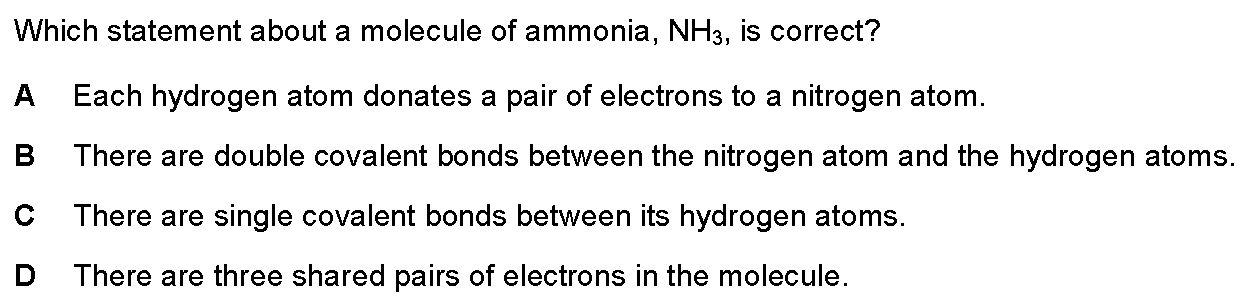 Which statement about a molecule of ammonia, NH₃, is correct?
A Each hydrogen atom donates a pair of electrons to a nitrogen atom.
B There are double covalent bonds between the nitrogen atom and the hydrogen atoms.
C There are single covalent bonds between its hydrogen atoms.
D There are three shared pairs of electrons in the molecule.